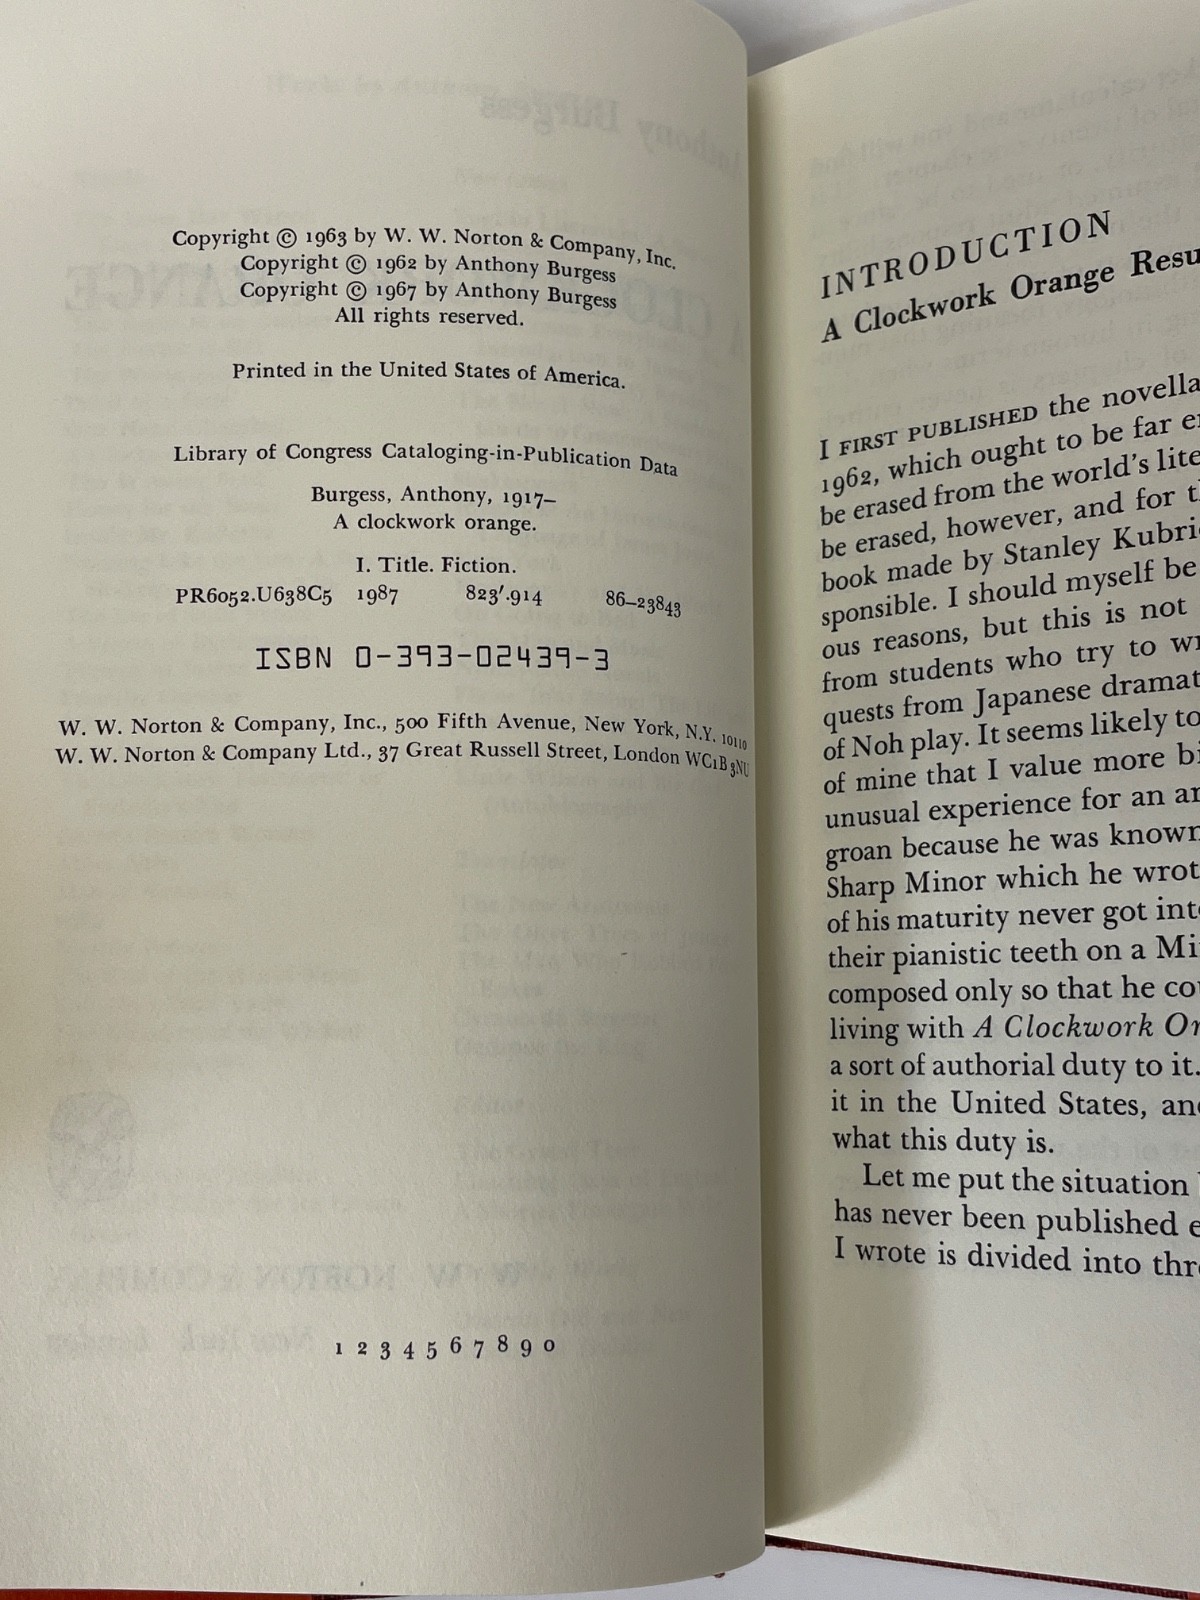 Copyright © 1963 by W. W. Norton & Company, Inc.
Copyright © 1962 by Anthony Burgess
Copyright © 1967 by Anthony Burgess
All rights reserved.
Printed in the United States of America.
Library of Congress Cataloging-in-Publication Data
Burgess, Anthony, 1917–
A clockwork orange.
I. Title. Fiction.
PR6052.U638C5 1987 823'.914 86–23843
ISBN 0-393-02439-3
W. W. Norton & Company, Inc., 500 Fifth Avenue, New York, N.Y. 10110
W. W. Norton & Company Ltd., 37 Great Russell Street, London WC1B 3NU
1 2 3 4 5 6 7 8 9 0
INTRODUCTION
A Clockwork Orange Resu
I FIRST PUBLISHED the novella
1962, which ought to be far e
be erased from the world's lite
be erased, however, and for t
book made by Stanley Kubri
sponsible. I should myself be
ous reasons, but this is not
from students who try to w
quests from Japanese dramat
of Noh play. It seems likely to
of mine that I value more bi
unusual experience for an ar
groan because he was known
Sharp Minor which he wrot
of his maturity never got int
their pianistic teeth on a Mi
composed only so that he cou
living with A Clockwork Or
a sort of authorial duty to it.
it in the United States, and
what this duty is.
Let me put the situation
has never been published e
I wrote is divided into thr